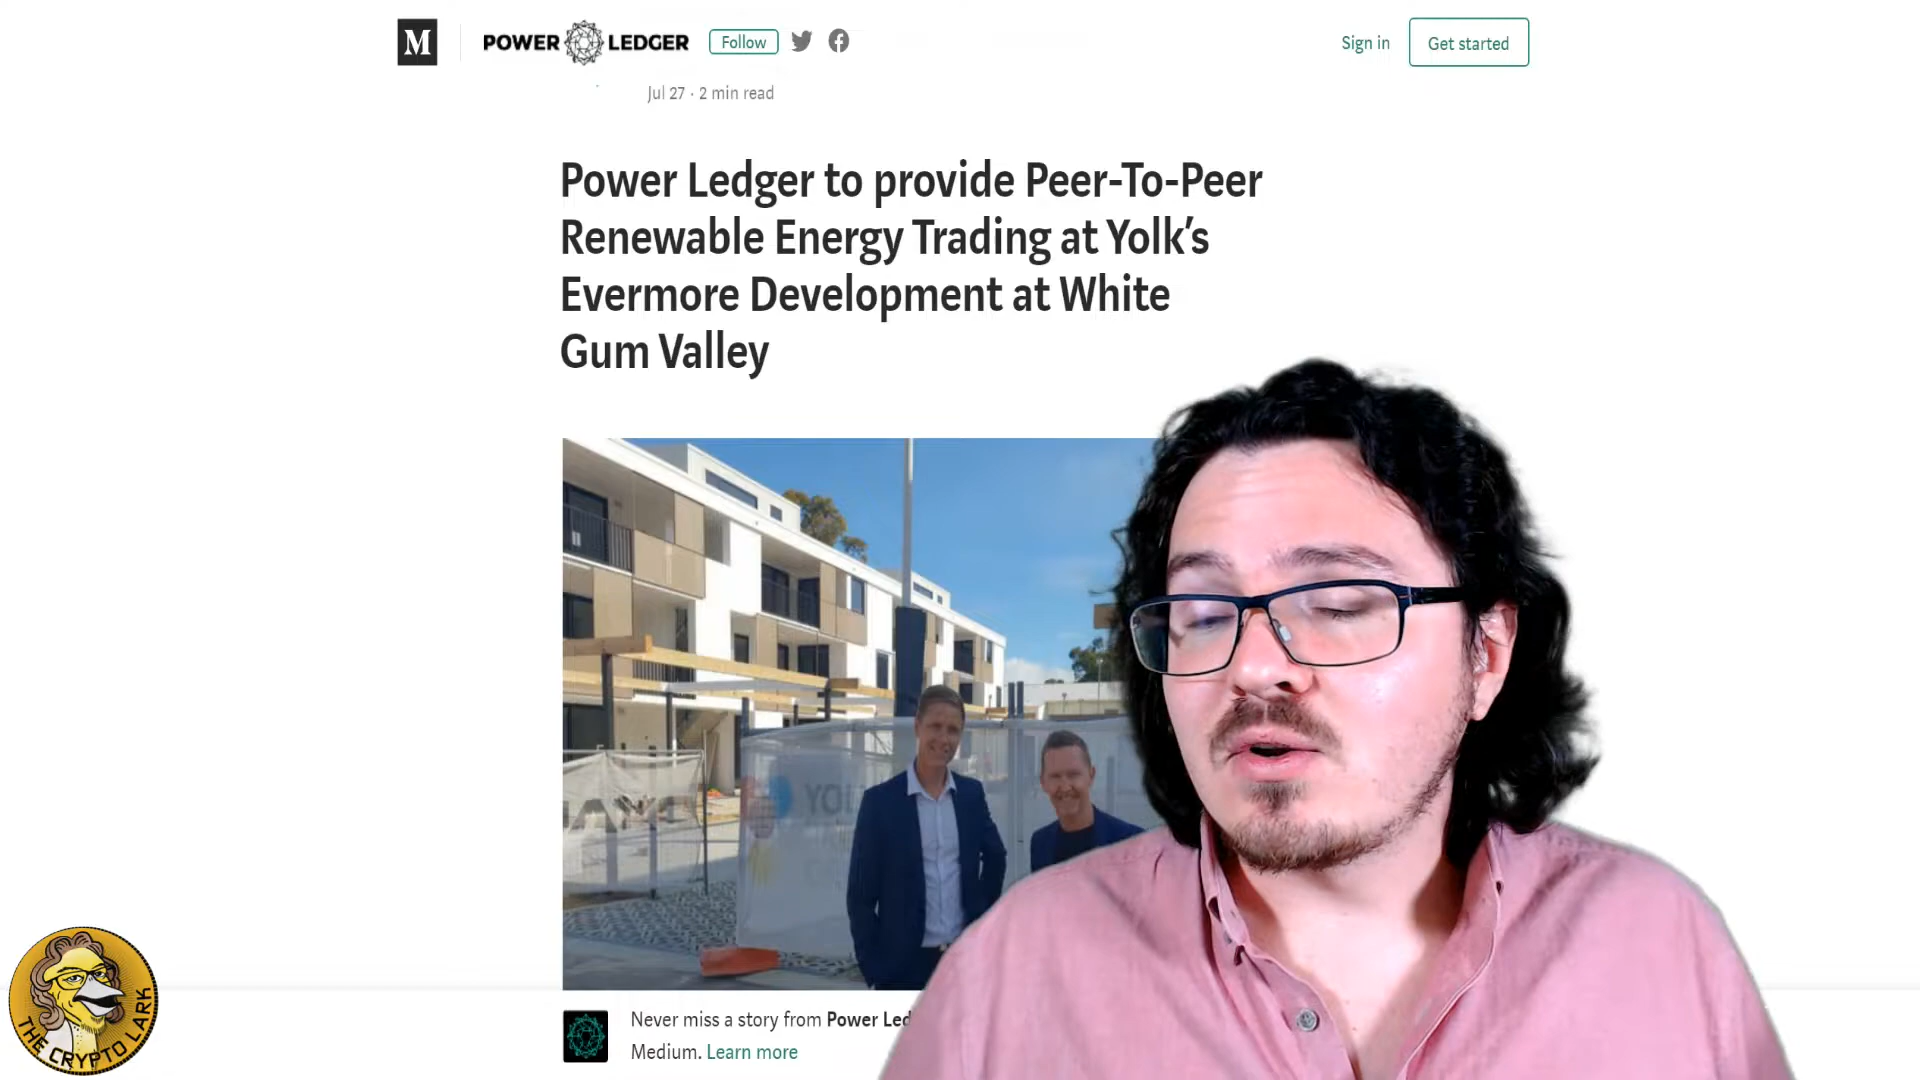 M
POWER LEDGER
Follow
Sign in
Get started
Jul 27 · 2 min read
Power Ledger to provide Peer-To-Peer
Renewable Energy Trading at Yolk’s
Evermore Development at White
Gum Valley
YOL
Never miss a story from Power Led
Medium. Learn more
THE CRYPTO LARK